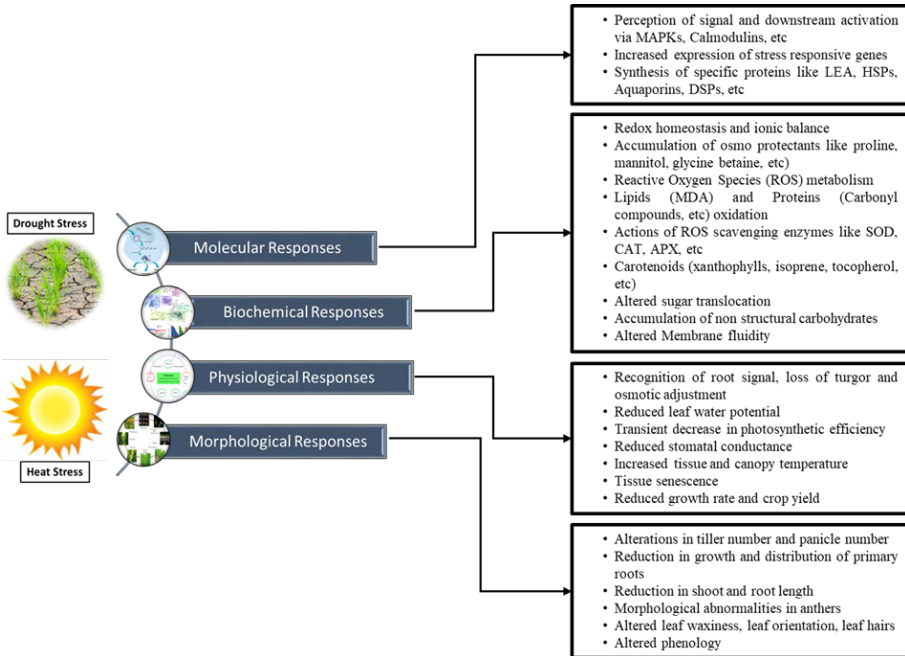 Drought Stress
Heat Stress
Molecular Responses
Biochemical Responses
Physiological Responses
Morphological Responses
• Perception of signal and downstream activation
via MAPKs, Calmodulins, etc
• Increased expression of stress responsive genes
• Synthesis of specific proteins like LEA, HSPs,
Aquaporins, DSPs, etc
• Redox homeostasis and ionic balance
• Accumulation of osmo protectants like proline,
mannitol, glycine betaine, etc)
• Reactive Oxygen Species (ROS) metabolism
• Lipids (MDA) and Proteins (Carbonyl
compounds, etc) oxidation
• Actions of ROS scavenging enzymes like SOD,
CAT, APX, etc
• Carotenoids (xanthophylls, isoprene, tocopherol,
etc)
• Altered sugar translocation
• Accumulation of non structural carbohydrates
• Altered Membrane fluidity
• Recognition of root signal, loss of turgor and
osmotic adjustment
• Reduced leaf water potential
• Transient decrease in photosynthetic efficiency
• Reduced stomatal conductance
• Increased tissue and canopy temperature
• Tissue senescence
• Reduced growth rate and crop yield
• Alterations in tiller number and panicle number
• Reduction in growth and distribution of primary
roots
• Reduction in shoot and root length
• Morphological abnormalities in anthers
• Altered leaf waxiness, leaf orientation, leaf hairs
• Altered phenology